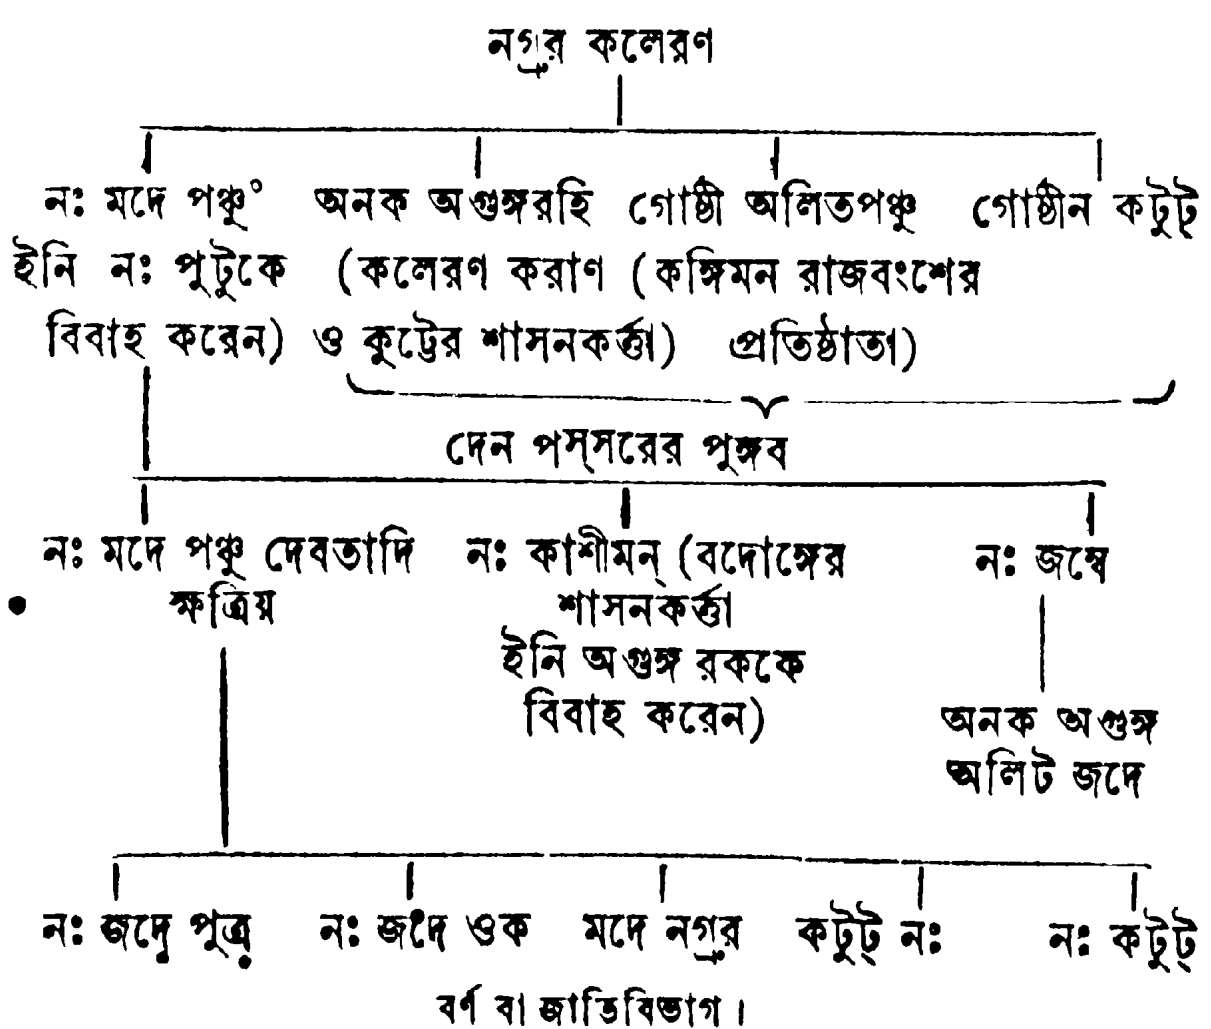 নগ্রুর কলেরণ
নঃ মদে পঞ্চু° অনক অগুঙ্গরহি গোষ্ঠী অলিতপঞ্চু গোষ্ঠীন কটুট্
ইনি নঃ পুটুকে (কলেরণ করাণ (কঙ্গিমন রাজবংশের
বিবাহ করেন) ও কুট্টের শাসনকর্ত্তা) প্রতিষ্ঠাতা)
দেন পস্সরের পুঙ্গব
নঃ মদে পঞ্চু দেবতাদি নঃ কাশীমন্ (বদোঙ্গের নঃ জম্বে
ক্ষত্রিয় শাসনকর্ত্তা
ইনি অগুঙ্গ রককে
বিবাহ করেন)
অনক অগুঙ্গ
অলিট জদে
নঃ জদে পুত্র নঃ জদে ওক মদে নগ্রুর কটুট্ নঃ নঃ কটুট্
বর্ণ বা জাতিবিভাগ।